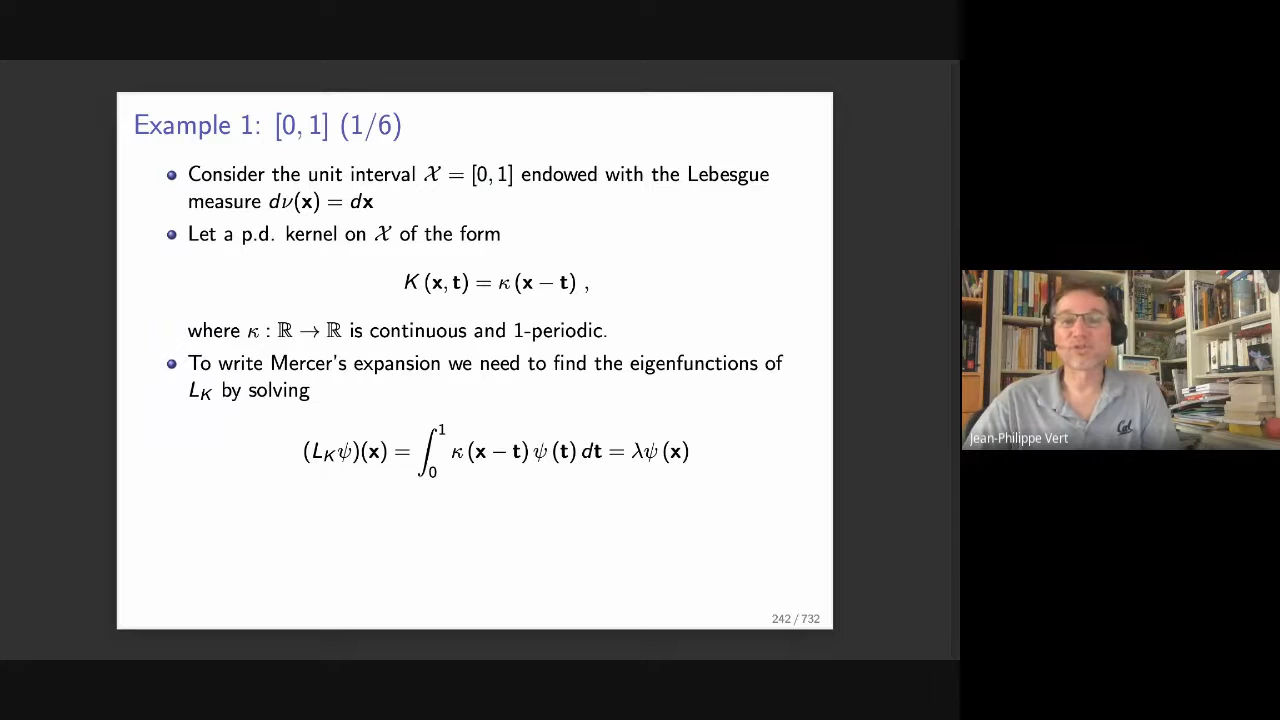 Example 1: [0, 1] (1/6)
Consider the unit interval 𝒳 = [0, 1] endowed with the Lebesgue
measure dν(x) = dx
Let a p.d. kernel on 𝒳 of the form
K (x, t) = κ (x − t) ,
where κ : ℝ → ℝ is continuous and 1-periodic.
To write Mercer's expansion we need to find the eigenfunctions of
L_K by solving
(L_K ψ)(x) = ∫₀¹ κ (x − t) ψ (t) dt = λψ (x)
242 / 732
Cal
Jean-Philippe Vert